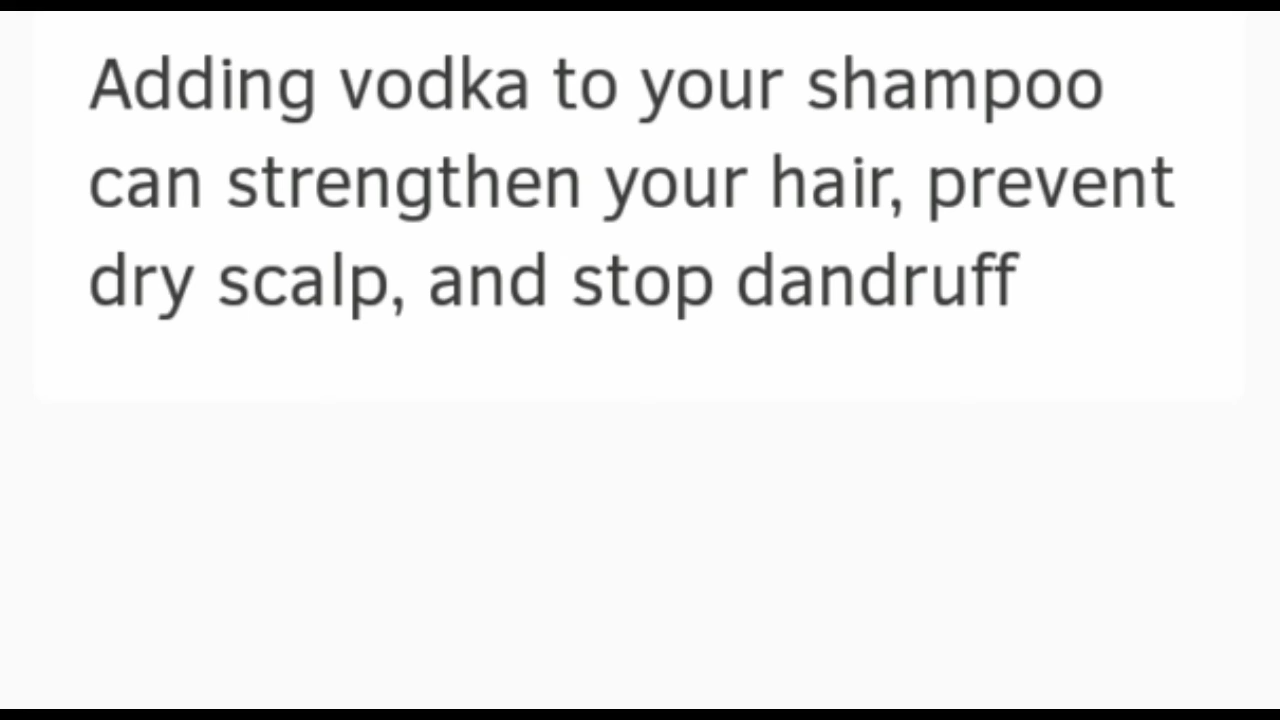 Adding vodka to your shampoo
can strengthen your hair, prevent
dry scalp, and stop dandruff